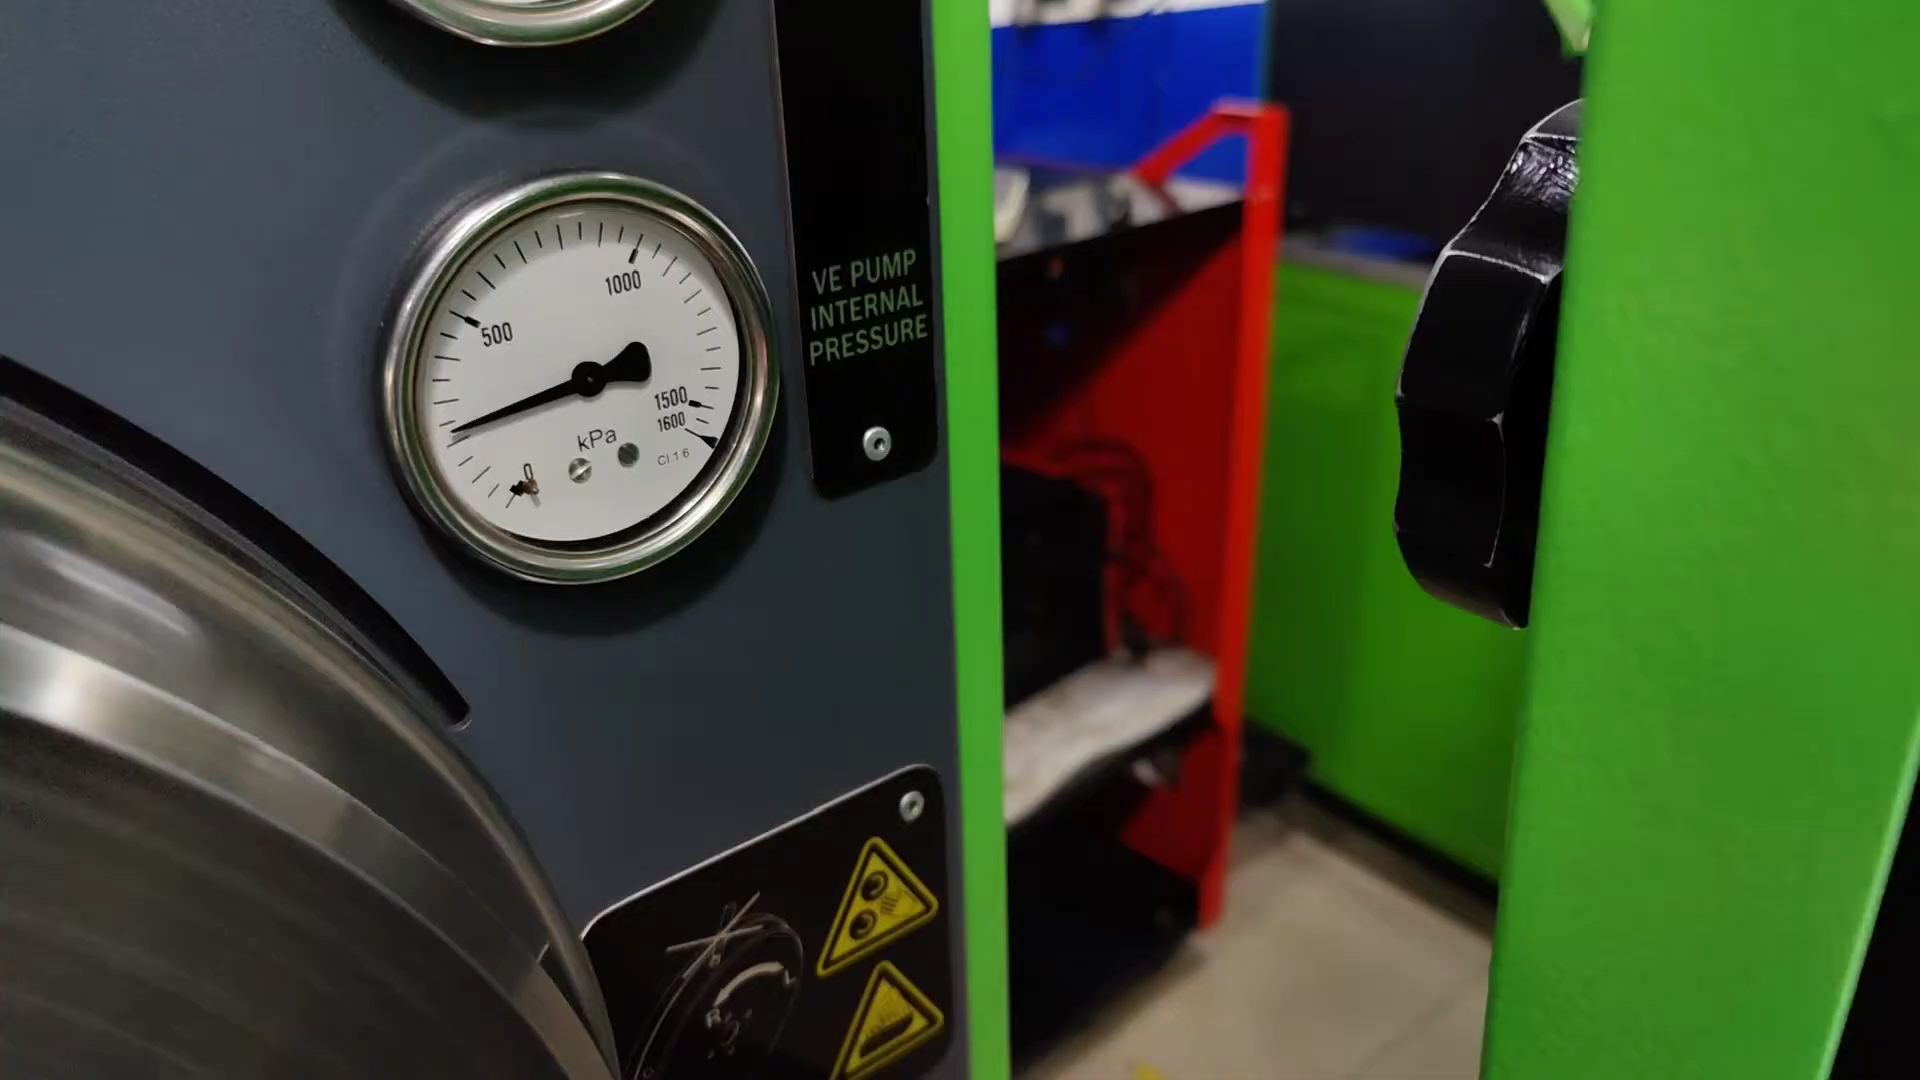 1000
500
1500
1600
kPa
Cl.1.6
0
VE PUMP
INTERNAL
PRESSURE
R